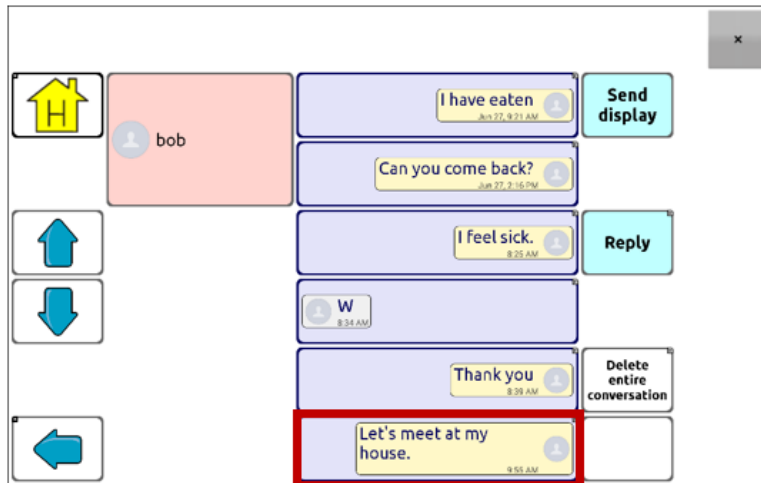 ×
H
bob
I have eaten
Jun 27, 9:21 AM
Send
display
Can you come back?
Jun 27, 2:16 PM
I feel sick.
8:25 AM
Reply
W
8:34 AM
Thank you
8:39 AM
Delete
entire
conversation
Let's meet at my
house.
9:55 AM